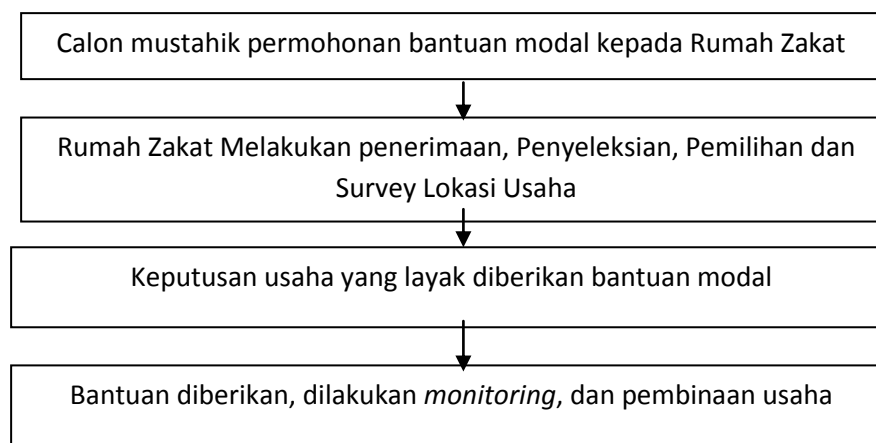 Calon mustahik permohonan bantuan modal kepada Rumah Zakat
Rumah Zakat Melakukan penerimaan, Penyeleksian, Pemilihan dan
Survey Lokasi Usaha
Keputusan usaha yang layak diberikan bantuan modal
Bantuan diberikan, dilakukan monitoring, dan pembinaan usaha